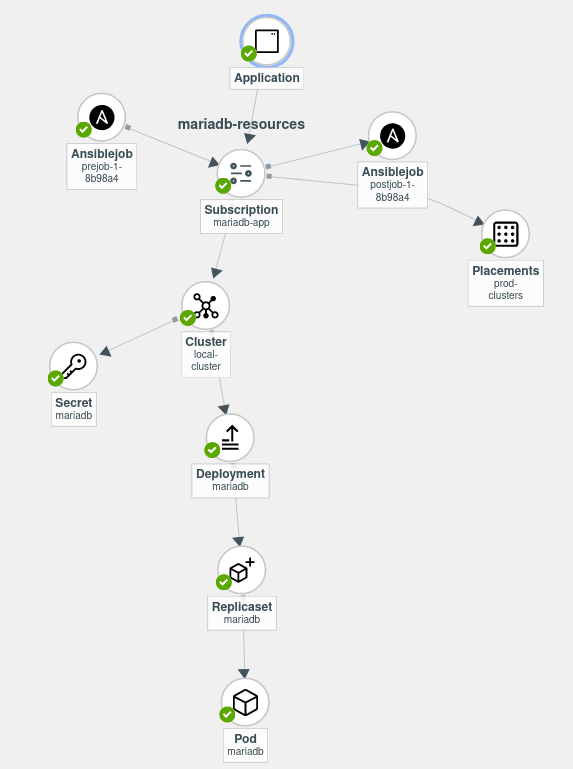 Application
mariadb-resources
Ansiblejob
prejob-1-
8b98a4
Ansiblejob
postjob-1-
8b98a4
Subscription
mariadb-app
Placements
prod-
clusters
Cluster
local-
cluster
Secret
mariadb
Deployment
mariadb
Replicaset
mariadb
Pod
mariadb